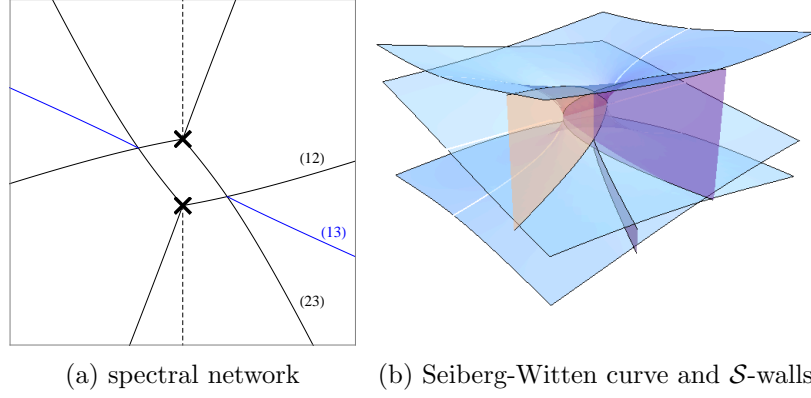 (12)
(13)
(23)
(a) spectral network
(b) Seiberg-Witten curve and 𝒮-walls